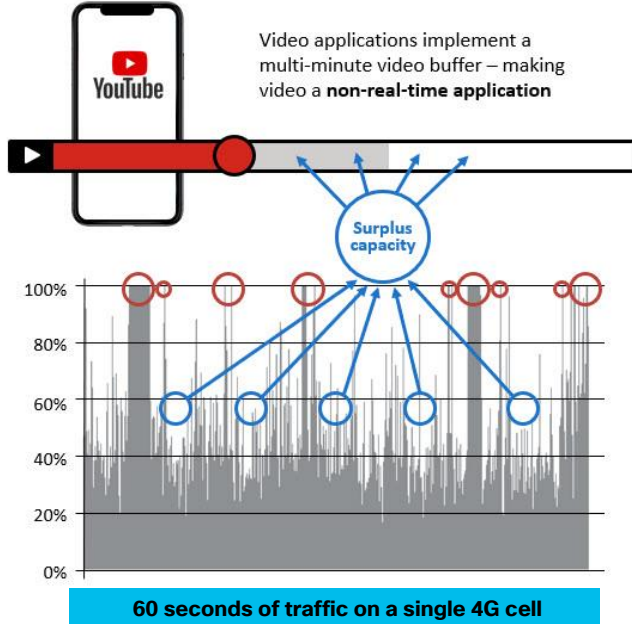 Video applications implement a
multi-minute video buffer – making
video a non-real-time application
YouTube
Surplus
capacity
100%
80%
60%
40%
20%
0%
60 seconds of traffic on a single 4G cell